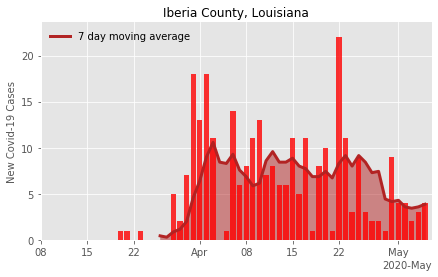 Iberia County, Louisiana
7 day moving average
New Covid-19 Cases
20
15
10
5
0
08
15
22
Apr
08
15
22
May
2020-May